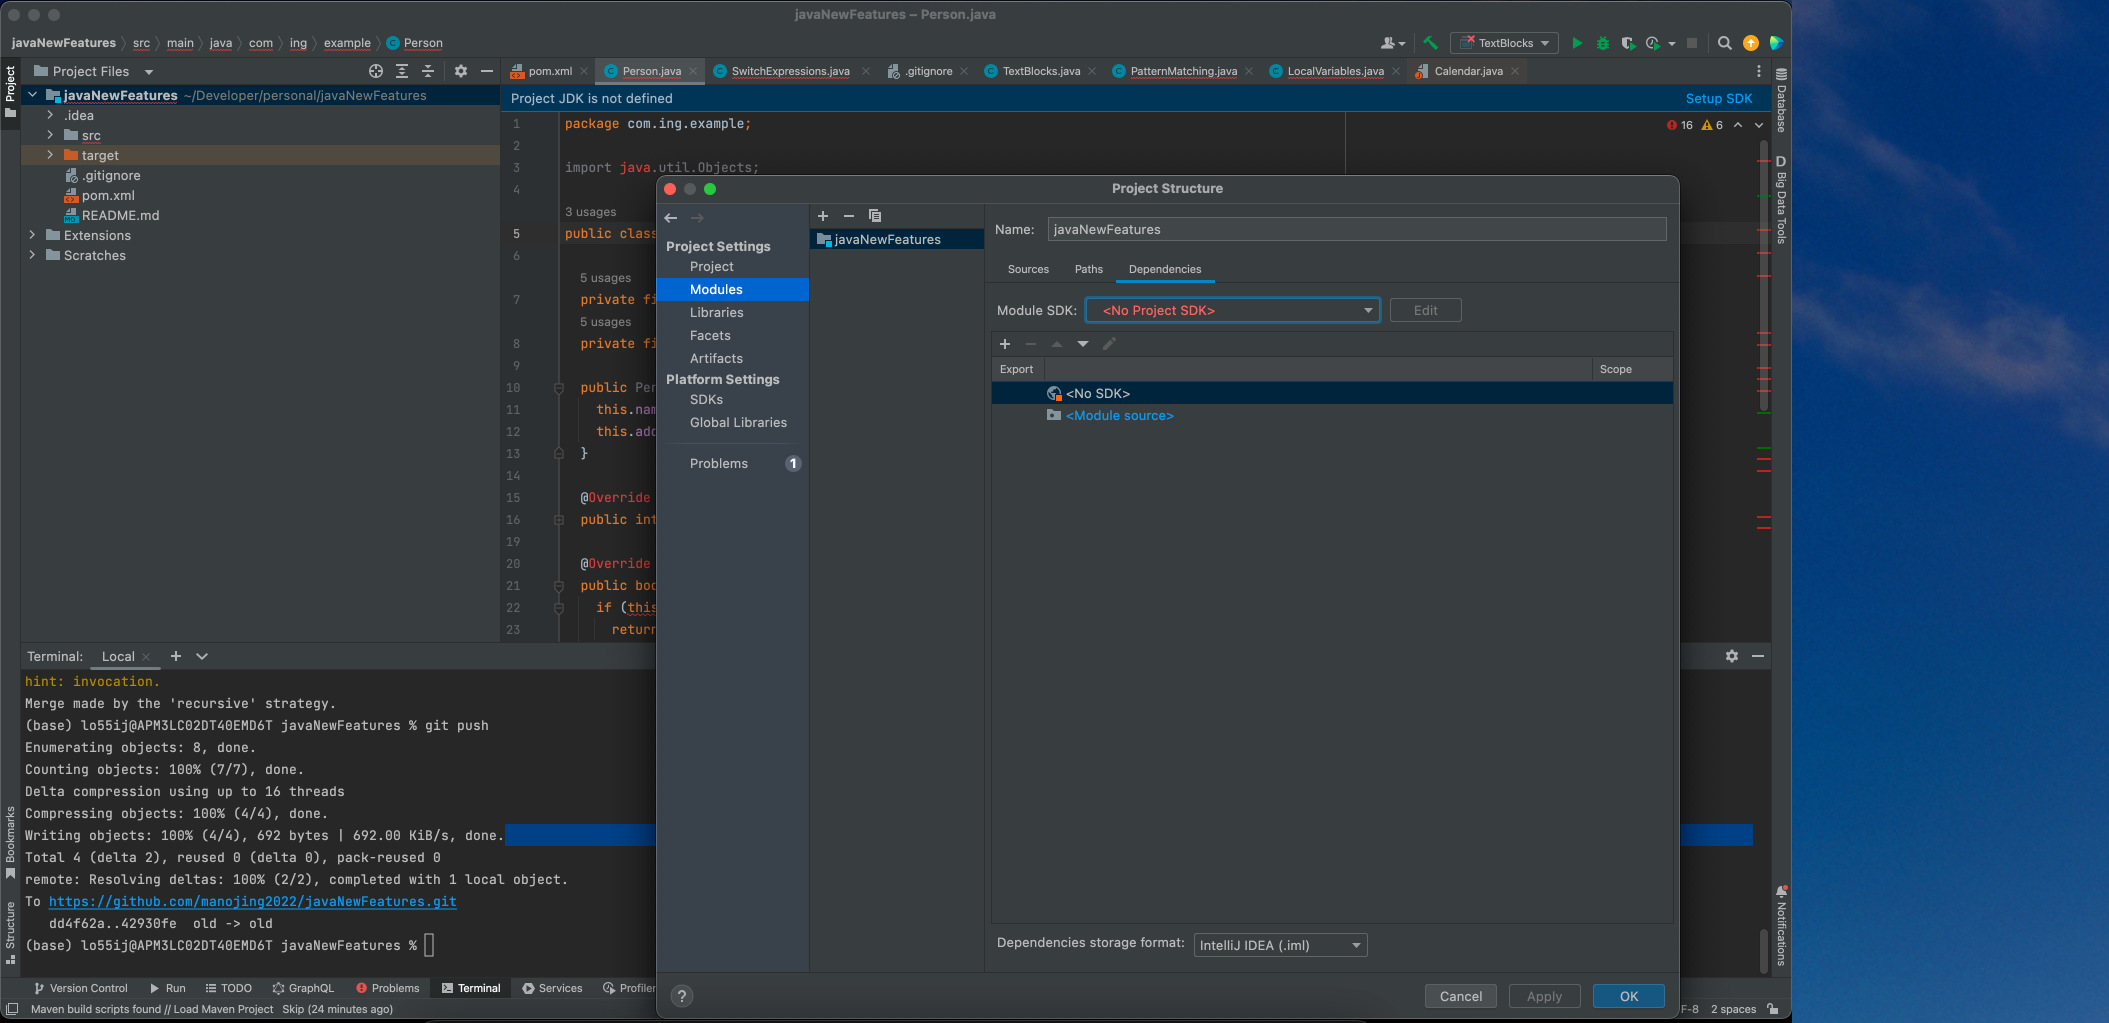 javaNewFeatures – Person.java
javaNewFeatures
src
main
java
com
ing
example
Person
TextBlocks
Project
Project Files
pom.xml
Person.java
SwitchExpressions.java
.gitignore
TextBlocks.java
PatternMatching.java
LocalVariables.java
Calendar.java
javaNewFeatures ~/Developer/personal/javaNewFeatures
.idea
src
target
.gitignore
pom.xml
README.md
Extensions
Scratches
Project JDK is not defined
Setup SDK
16
6
Database
D Big Data Tools
1 package com.ing.example;
2
3 import java.util.Objects;
4
3 usages
5 public clas
6
5 usages
7 private fi
5 usages
8 private fi
9
10 public Per
11 this.nam
12 this.add
13 }
14
15 @Override
16 public int
19
20 @Override
21 public boo
22 if (this
23 return
Project Structure
Project Settings
Project
Modules
Libraries
Facets
Artifacts
Platform Settings
SDKs
Global Libraries
Problems 1
javaNewFeatures
Name: javaNewFeatures
Sources
Paths
Dependencies
Module SDK: <No Project SDK>
Edit
Export
Scope
<No SDK>
<Module source>
Dependencies storage format: IntelliJ IDEA (.iml)
?
Cancel
Apply
OK
Terminal: Local
hint: invocation.
Merge made by the 'recursive' strategy.
(base) lo55ij@APM3LC02DT40EMD6T javaNewFeatures % git push
Enumerating objects: 8, done.
Counting objects: 100% (7/7), done.
Delta compression using up to 16 threads
Compressing objects: 100% (4/4), done.
Writing objects: 100% (4/4), 692 bytes | 692.00 KiB/s, done.
Total 4 (delta 2), reused 0 (delta 0), pack-reused 0
remote: Resolving deltas: 100% (2/2), completed with 1 local object.
To https://github.com/manojing2022/javaNewFeatures.git
dd4f62a..42930fe old -> old
(base) lo55ij@APM3LC02DT40EMD6T javaNewFeatures %
Bookmarks
Structure
Notifications
Version Control
Run
TODO
GraphQL
Problems
Terminal
Services
Profiler
Maven build scripts found // Load Maven Project Skip (24 minutes ago)
F-8
2 spaces